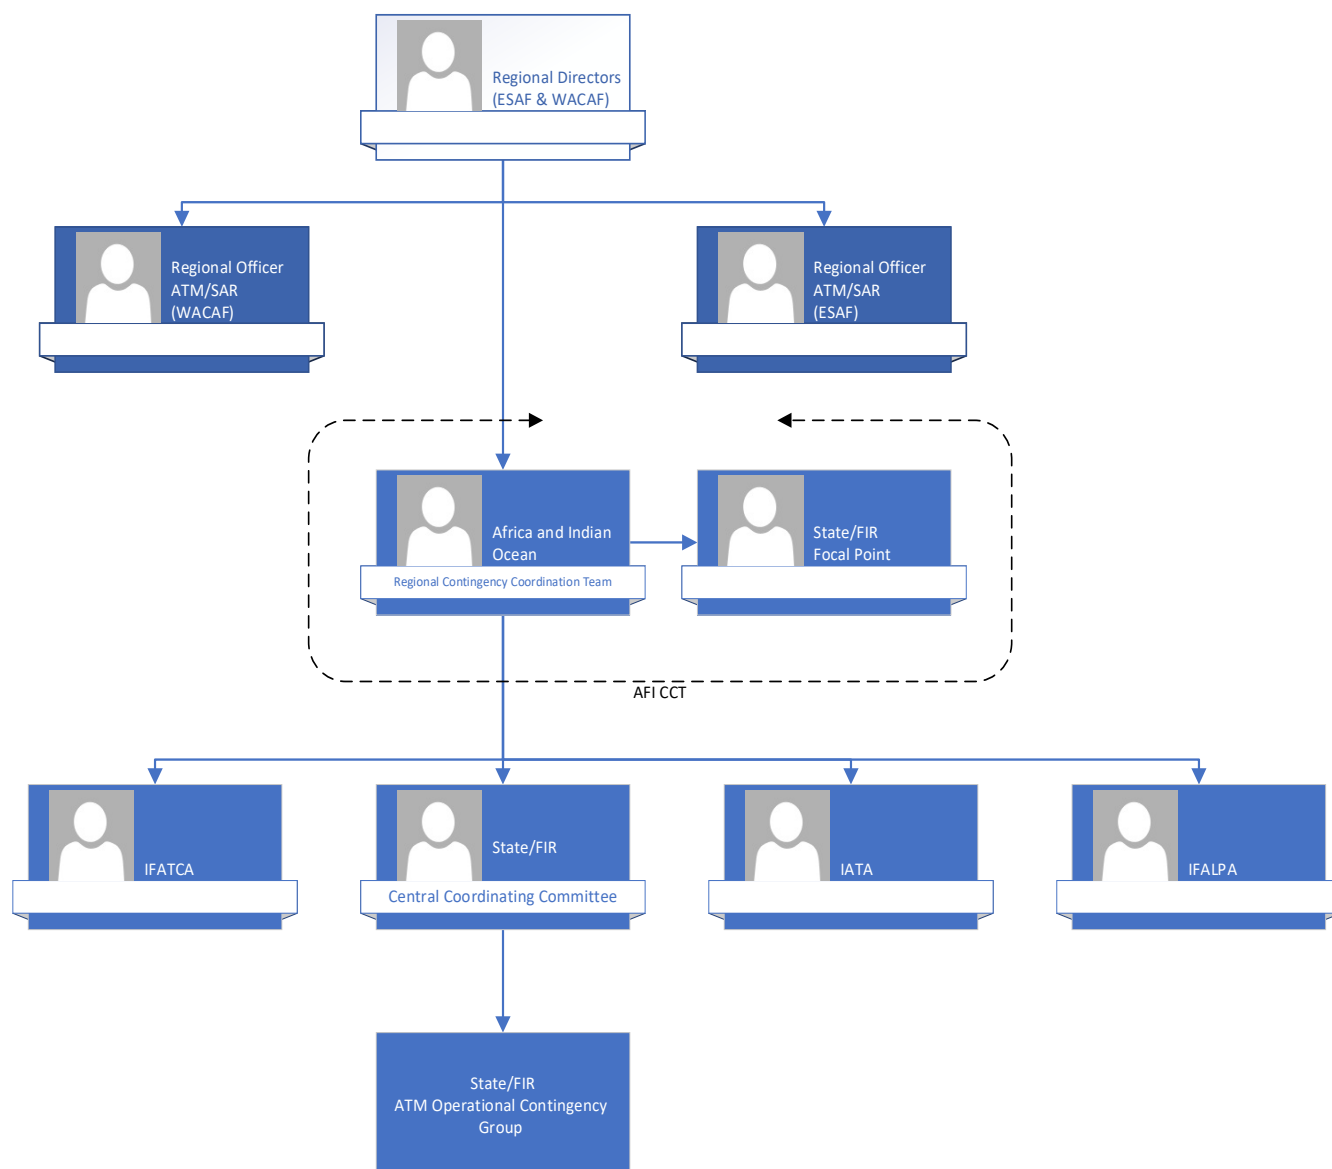 Regional Directors
(ESAF & WACAF)
Regional Officer
ATM/SAR
(WACAF)
Regional Officer
ATM/SAR
(ESAF)
Africa and Indian
Ocean
Regional Contingency Coordination Team
State/FIR
Focal Point
AFI CCT
IFATCA
State/FIR
Central Coordinating Committee
IATA
IFALPA
State/FIR
ATM Operational Contingency
Group